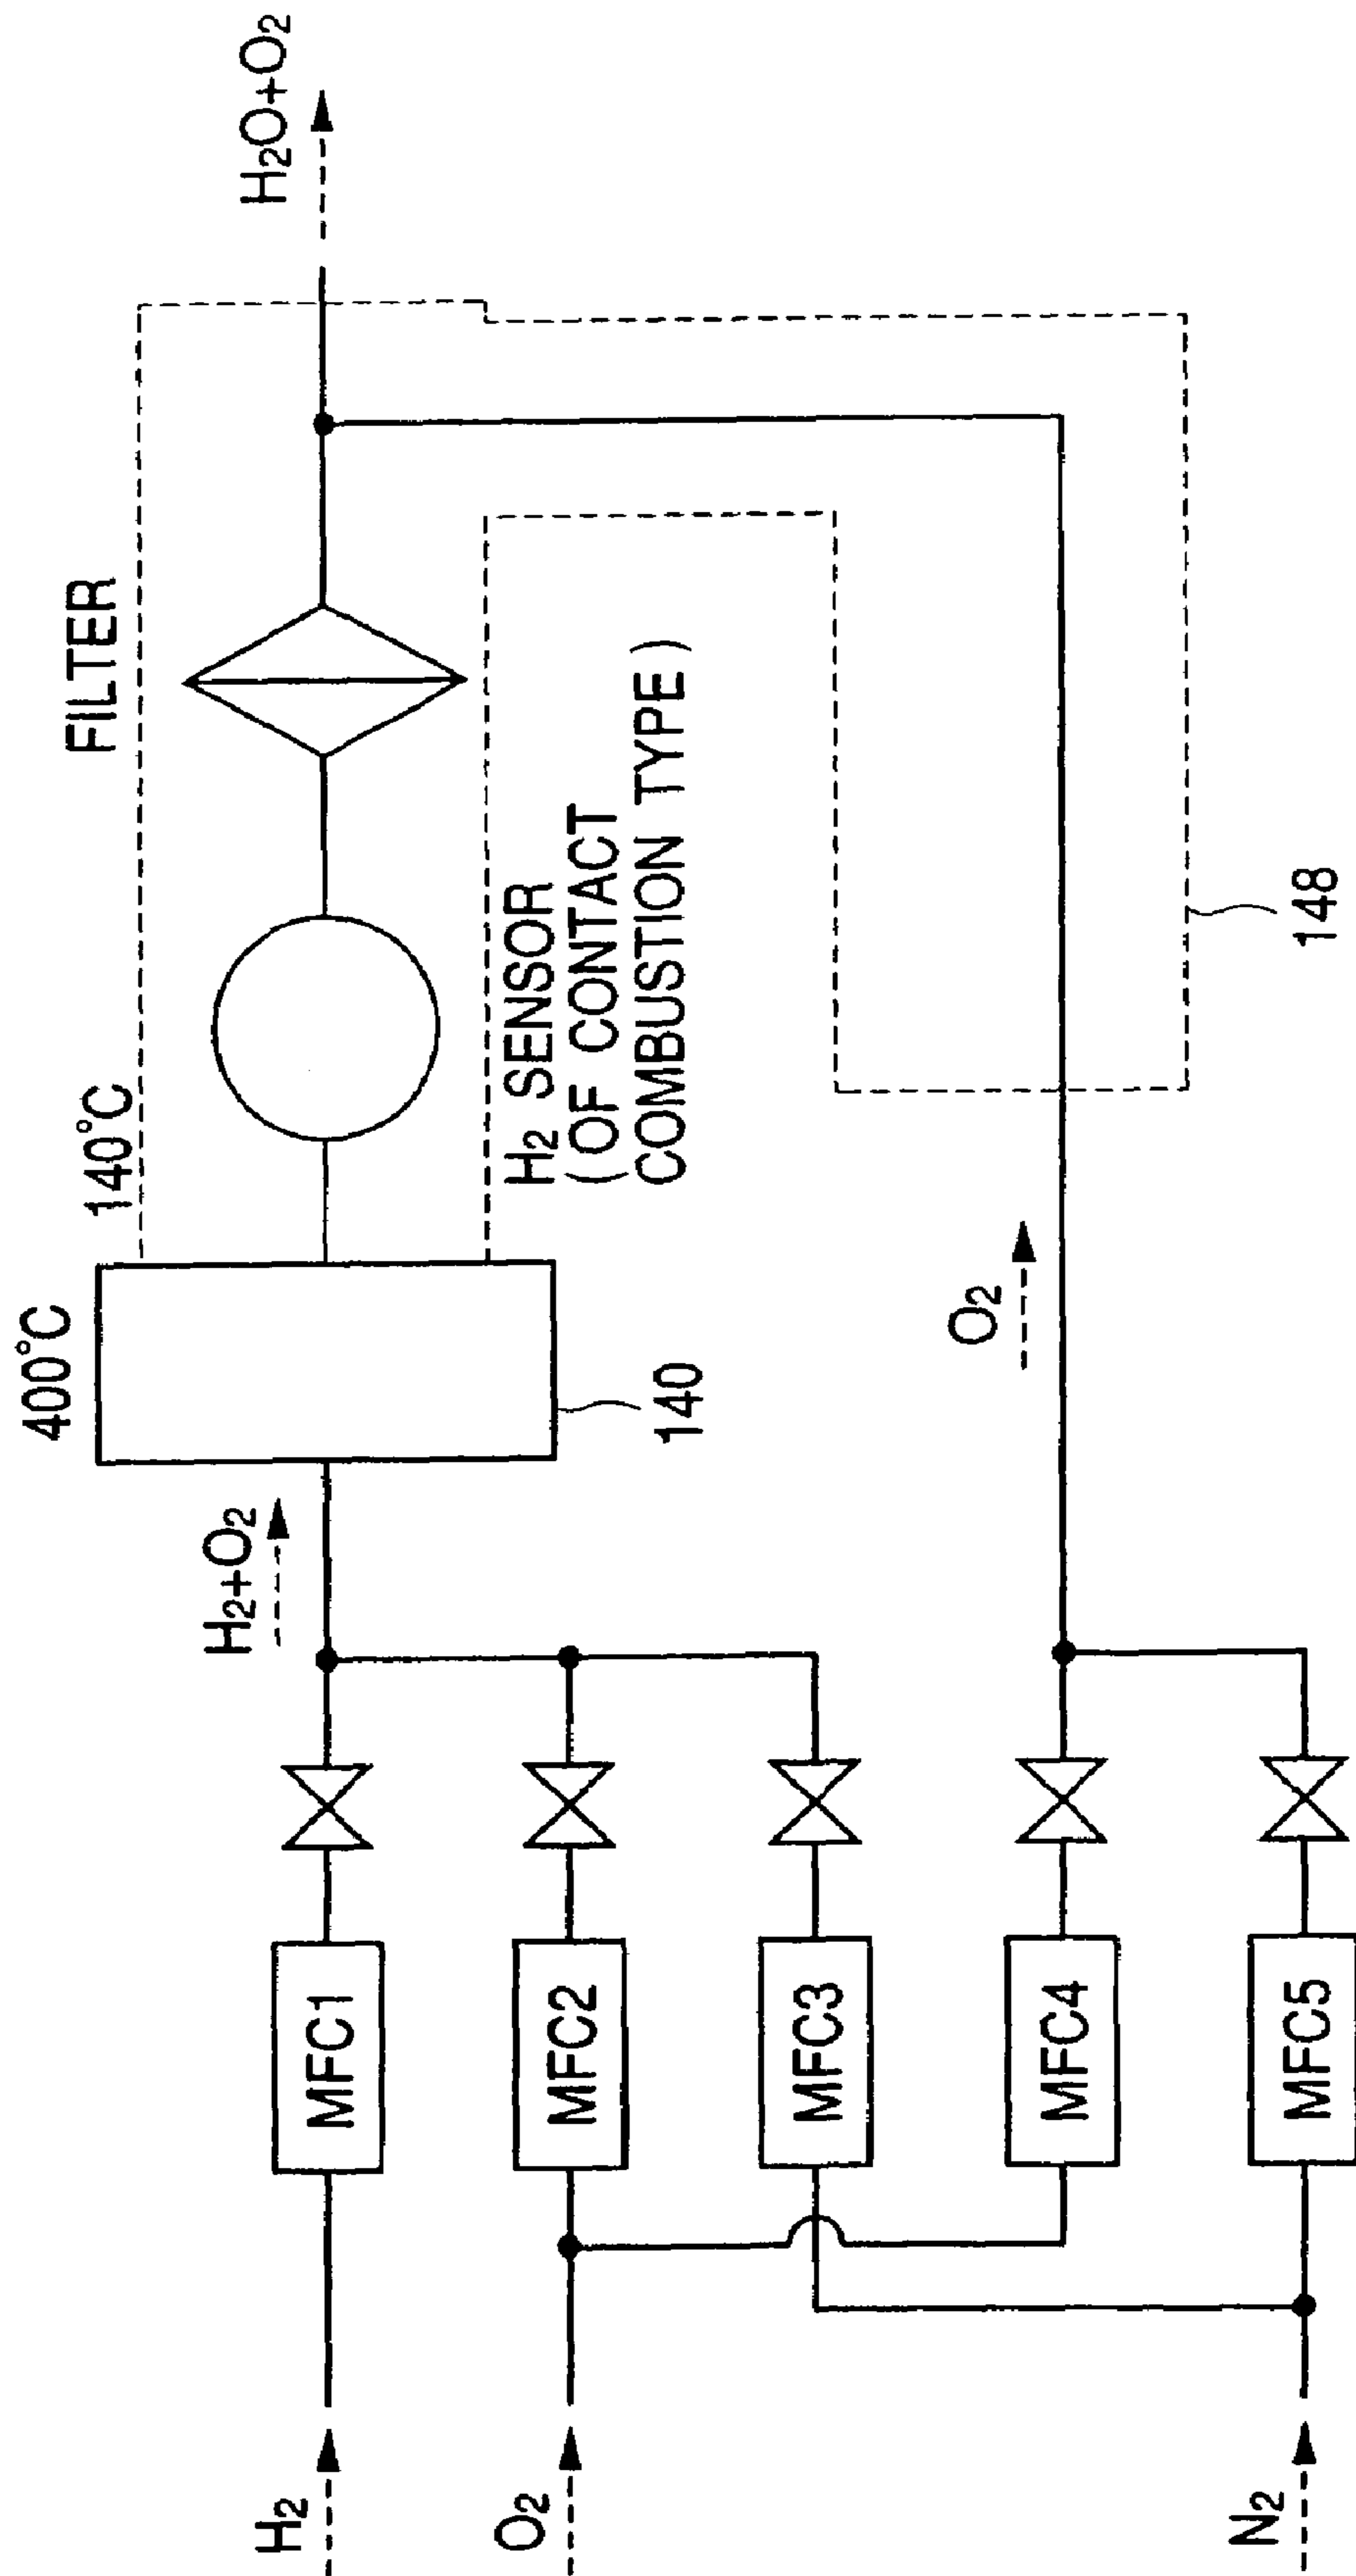 H₂O+O₂
FILTER
140°C
400°C
H₂ SENSOR
(OF CONTACT
COMBUSTION TYPE)
148
140
O₂
H₂+O₂
MFC1
MFC2
MFC3
MFC4
MFC5
H₂
O₂
N₂